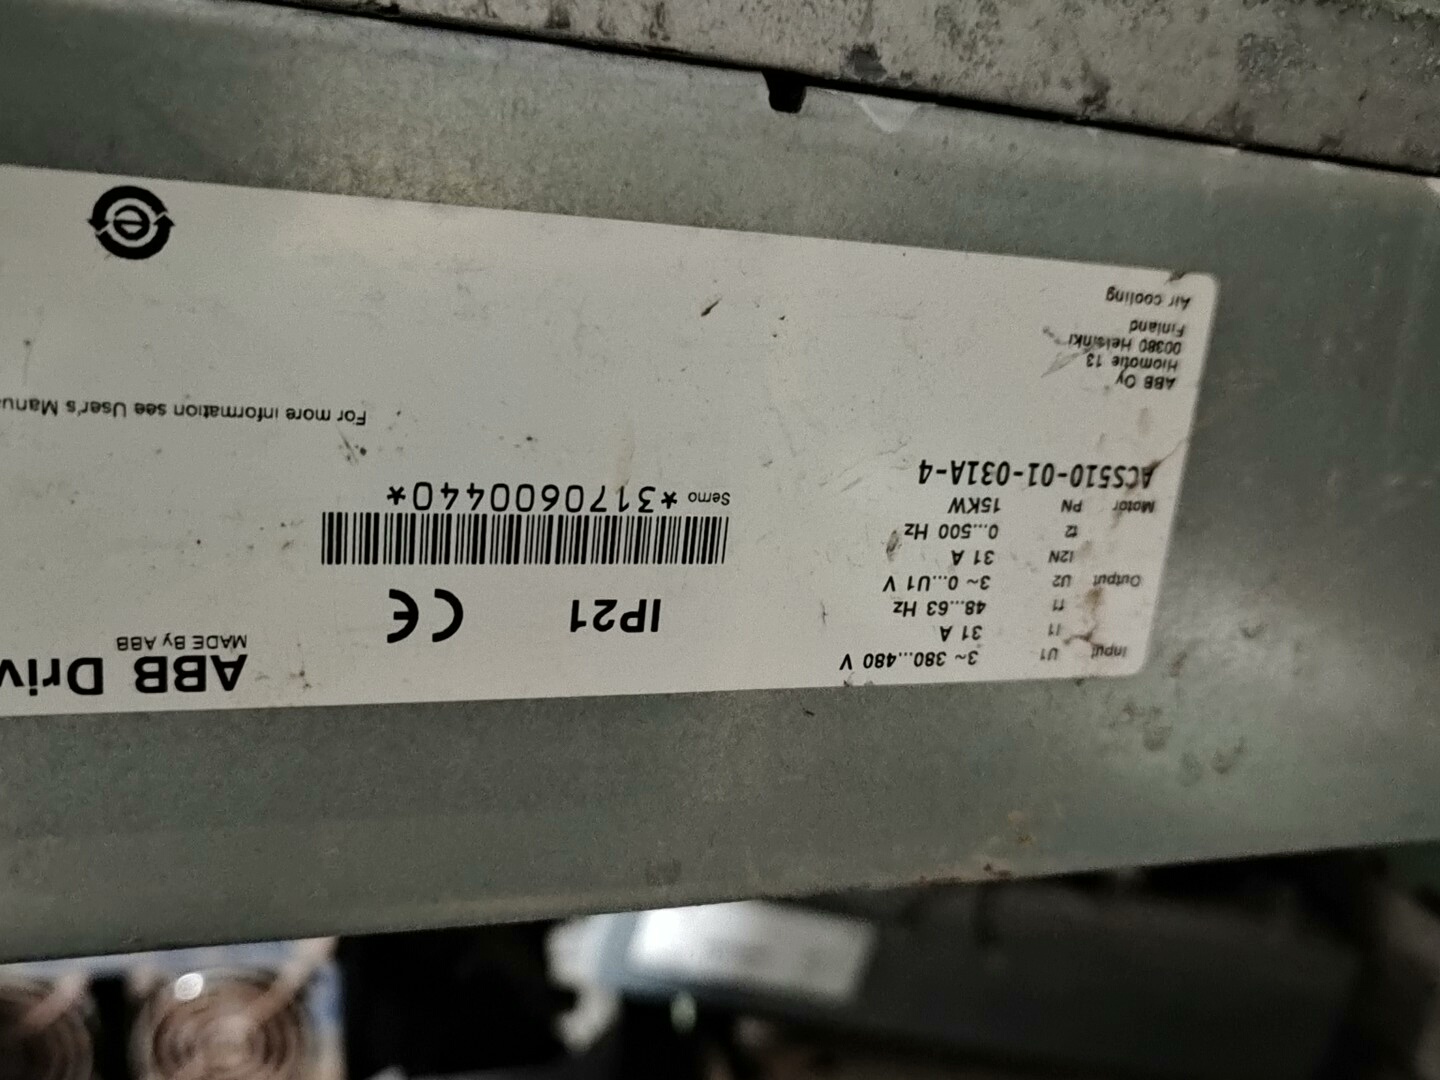 ABB Driv
MADE By ABB
Input U1 3~ 380...480 V
I1 31 A
f1 48...63 Hz
Output U2 3~ 0...U1 V
I2N 31 A
f2 0...500 Hz
Motor PN 15KW
ACS510-01-031A-4
IP21
CE
Serno *3170600440*
For more information see User's Manu
ABB Oy
Hiomotie 13
00380 Helsinki
Finland
Air cooling
e